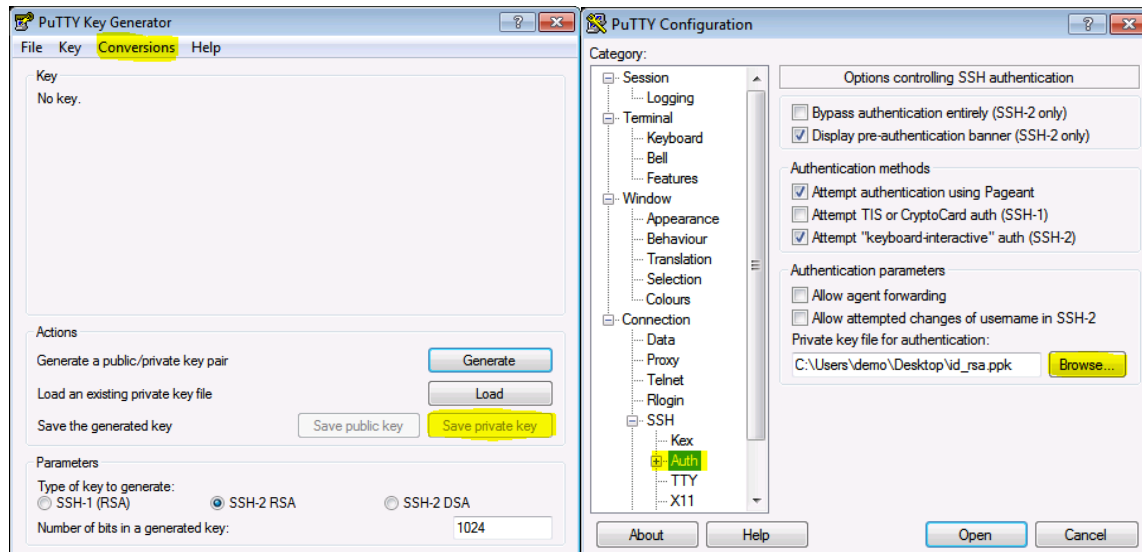 PuTTY Key Generator
File Key Conversions Help
Key
No key.
Actions
Generate a public/private key pair
Generate
Load an existing private key file
Load
Save the generated key
Save public key
Save private key
Parameters
Type of key to generate:
SSH-1 (RSA) SSH-2 RSA SSH-2 DSA
Number of bits in a generated key:
1024
PuTTY Configuration
Category:
Session
Logging
Terminal
Keyboard
Bell
Features
Window
Appearance
Behaviour
Translation
Selection
Colours
Connection
Data
Proxy
Telnet
Rlogin
SSH
Kex
Auth
TTY
X11
Options controlling SSH authentication
Bypass authentication entirely (SSH-2 only)
Display pre-authentication banner (SSH-2 only)
Authentication methods
Attempt authentication using Pageant
Attempt TIS or CryptoCard auth (SSH-1)
Attempt "keyboard-interactive" auth (SSH-2)
Authentication parameters
Allow agent forwarding
Allow attempted changes of username in SSH-2
Private key file for authentication:
C:\Users\demo\Desktop\id_rsa.ppk
Browse...
About
Help
Open
Cancel